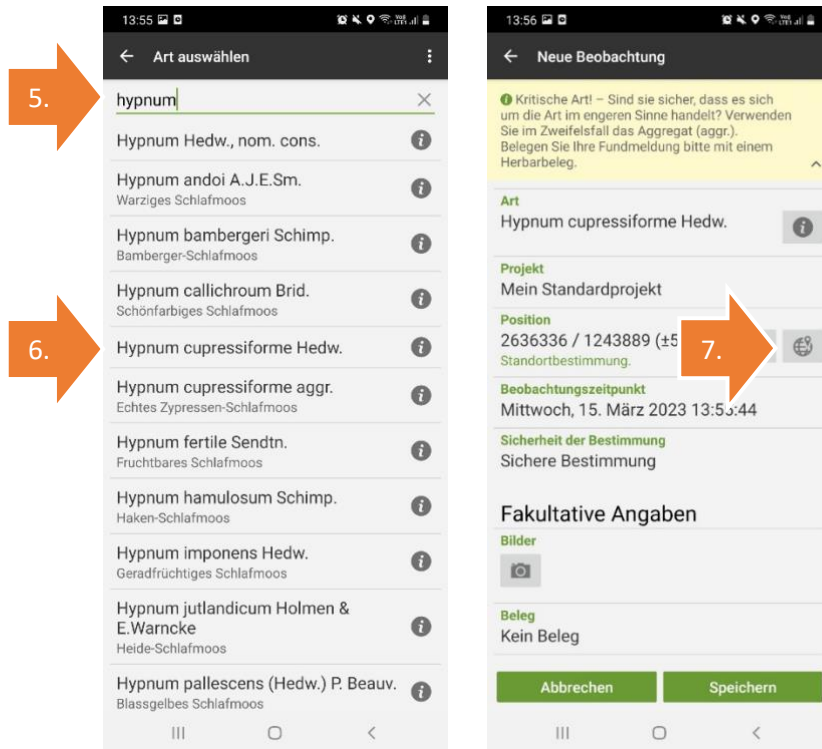 13:55
Art auswählen
5.
hypnum
Hypnum Hedw., nom. cons.
Hypnum andoi A.J.E.Sm.
Warziges Schlafmoos
Hypnum bambergeri Schimp.
Bamberger-Schlafmoos
Hypnum callichroum Brid.
Schönfarbiges Schlafmoos
6.
Hypnum cupressiforme Hedw.
Hypnum cupressiforme aggr.
Echtes Zypressen-Schlafmoos
Hypnum fertile Sendtn.
Fruchtbares Schlafmoos
Hypnum hamulosum Schimp.
Haken-Schlafmoos
Hypnum imponens Hedw.
Geradfrüchtiges Schlafmoos
Hypnum jutlandicum Holmen &
E.Warncke
Heide-Schlafmoos
Hypnum pallescens (Hedw.) P. Beauv.
Blassgelbes Schlafmoos
13:56
Neue Beobachtung
Kritische Art! – Sind sie sicher, dass es sich
um die Art im engeren Sinne handelt? Verwenden
Sie im Zweifelsfall das Aggregat (aggr.).
Belegen Sie Ihre Fundmeldung bitte mit einem
Herbarbeleg.
Art
Hypnum cupressiforme Hedw.
Projekt
Mein Standardprojekt
Position
2636336 / 1243889 (±5
7.
Standortbestimmung.
Beobachtungszeitpunkt
Mittwoch, 15. März 2023 13:55:44
Sicherheit der Bestimmung
Sichere Bestimmung
Fakultative Angaben
Bilder
Beleg
Kein Beleg
Abbrechen
Speichern